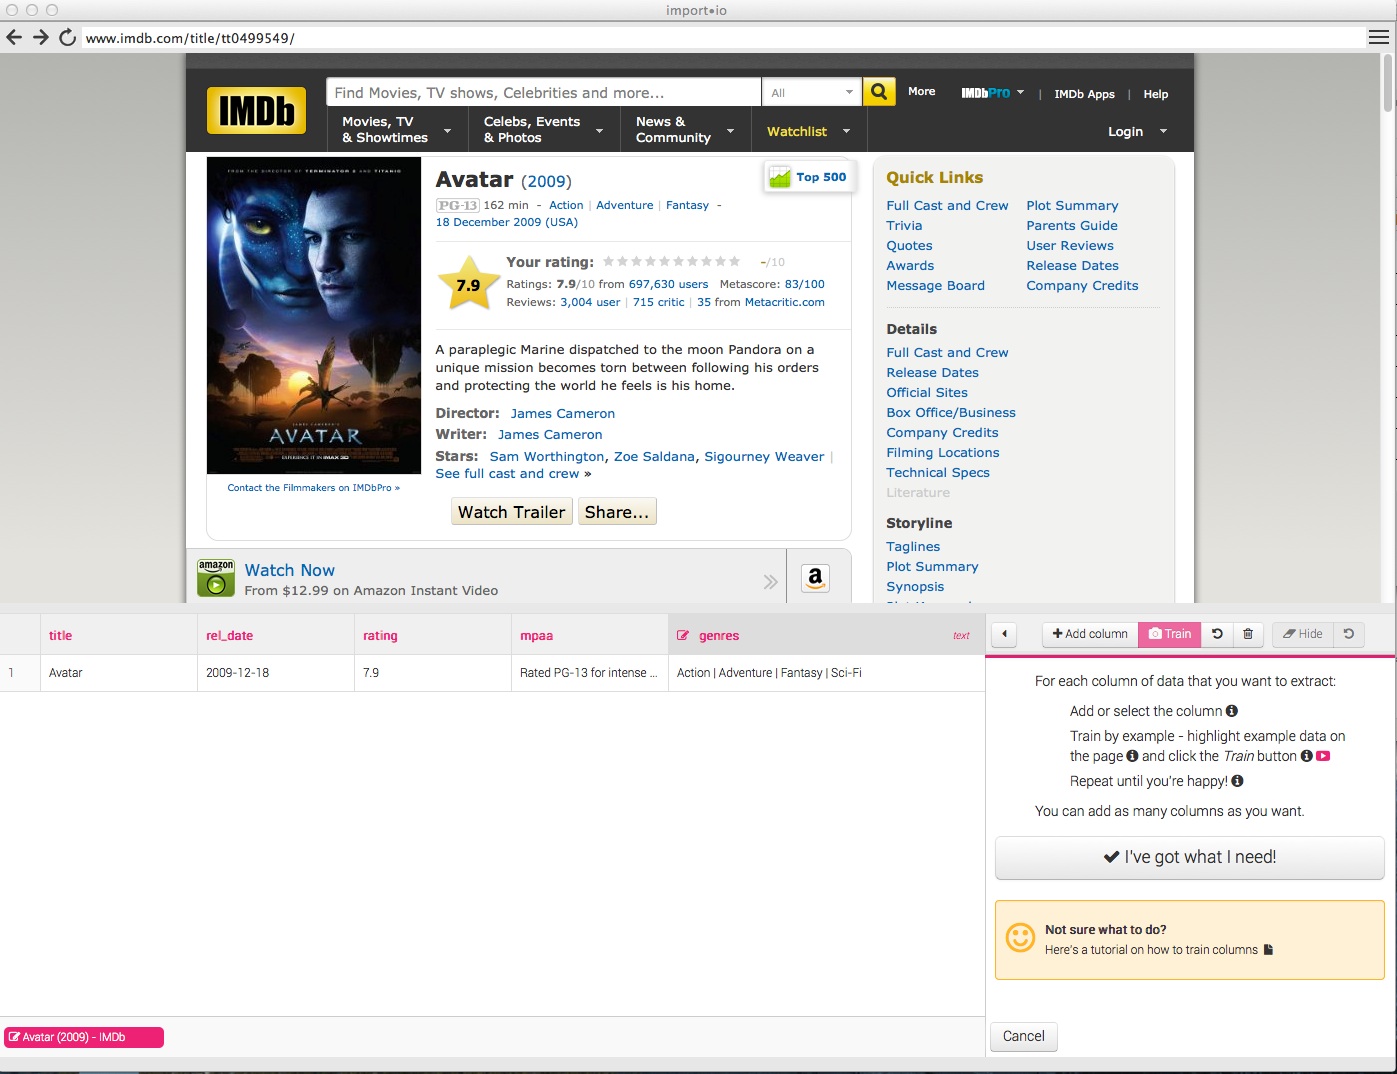 import•io
www.imdb.com/title/tt0499549/
IMDb
Find Movies, TV shows, Celebrities and more...
All
More
IMDbPro
|
IMDb Apps
|
Help
Movies, TV
& Showtimes
Celebs, Events
& Photos
News &
Community
Watchlist
Login
FROM THE DIRECTOR OF TERMINATOR 2 AND TITANIC
JAMES CAMERON'S
AVATAR
EXPERIENCE IT IN IMAX 3D
Contact the Filmmakers on IMDbPro »
Avatar (2009)
Top 500
PG-13 162 min - Action | Adventure | Fantasy -
18 December 2009 (USA)
7.9
Your rating: -/10
Ratings: 7.9/10 from 697,630 users Metascore: 83/100
Reviews: 3,004 user | 715 critic | 35 from Metacritic.com
A paraplegic Marine dispatched to the moon Pandora on a
unique mission becomes torn between following his orders
and protecting the world he feels is his home.
Director: James Cameron
Writer: James Cameron
Stars: Sam Worthington, Zoe Saldana, Sigourney Weaver |
See full cast and crew »
Watch Trailer
Share...
amazon
Watch Now
From $12.99 on Amazon Instant Video
a
Quick Links
Full Cast and Crew
Plot Summary
Trivia
Parents Guide
Quotes
User Reviews
Awards
Release Dates
Message Board
Company Credits
Details
Full Cast and Crew
Release Dates
Official Sites
Box Office/Business
Company Credits
Filming Locations
Technical Specs
Literature
Storyline
Taglines
Plot Summary
Synopsis
title
rel_date
rating
mpaa
genres
text
1
Avatar
2009-12-18
7.9
Rated PG-13 for intense ...
Action | Adventure | Fantasy | Sci-Fi
Add column
Train
Hide
For each column of data that you want to extract:
Add or select the column
Train by example - highlight example data on
the page and click the Train button
Repeat until you're happy!
You can add as many columns as you want.
I've got what I need!
Not sure what to do?
Here's a tutorial on how to train columns
Avatar (2009) - IMDb
Cancel